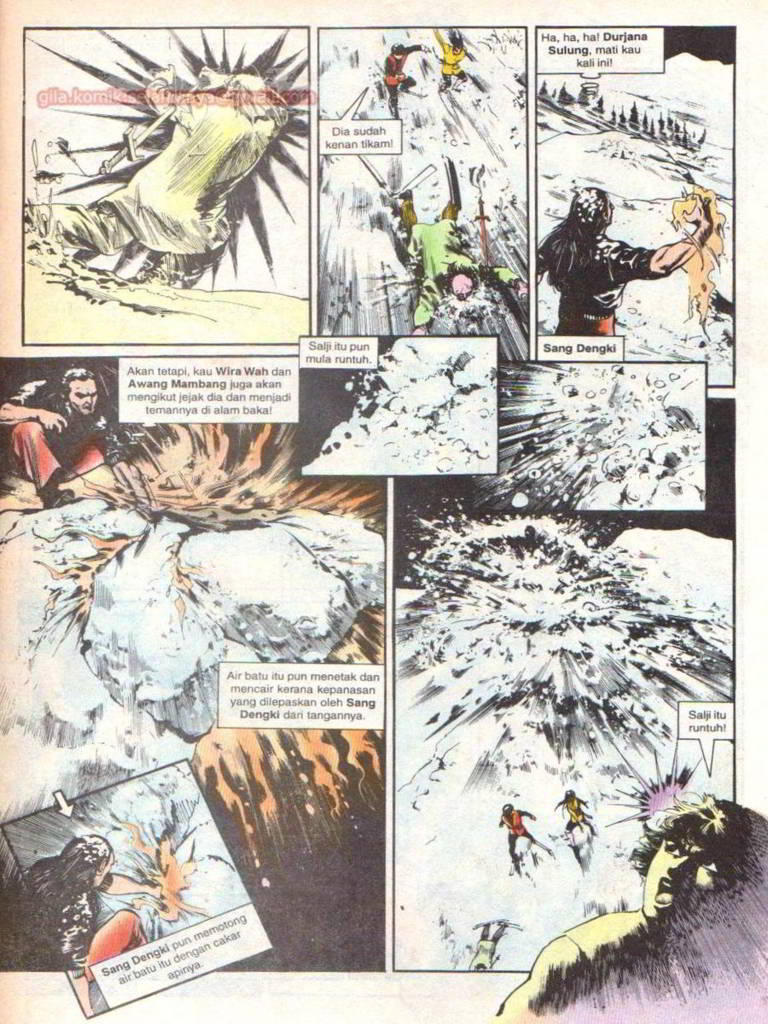 Dia sudah
kenan tikam!
Ha, ha, ha! Durjana
Sulung, mati kau
kali ini!
Sang Dengki
Akan tetapi, kau Wira Wah dan
Awang Mambang juga akan
mengikut jejak dia dan menjadi
temannya di alam baka!
Salji itu pun
mula runtuh.
Air batu itu pun menetak dan
mencair kerana kepanasan
yang dilepaskan oleh Sang
Dengki dari tangannya.
Sang Dengki pun memotong
air batu itu dengan cakar
apinya.
Salji itu
runtuh!